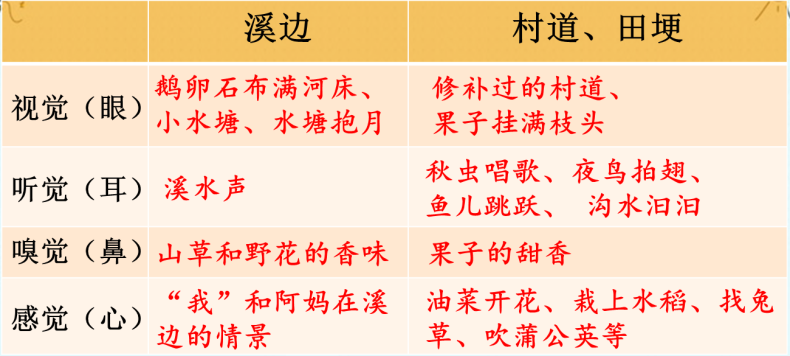 溪边 村道、田埂
视觉（眼） 鹅卵石布满河床、 修补过的村道、
小水塘、水塘抱月 果子挂满枝头
听觉（耳） 溪水声 秋虫唱歌、夜鸟拍翅、
鱼儿跳跃、 沟水汩汩
嗅觉（鼻） 山草和野花的香味 果子的甜香
感觉（心） “我”和阿妈在溪 油菜开花、栽上水稻、找兔
边的情景 草、吹蒲公英等